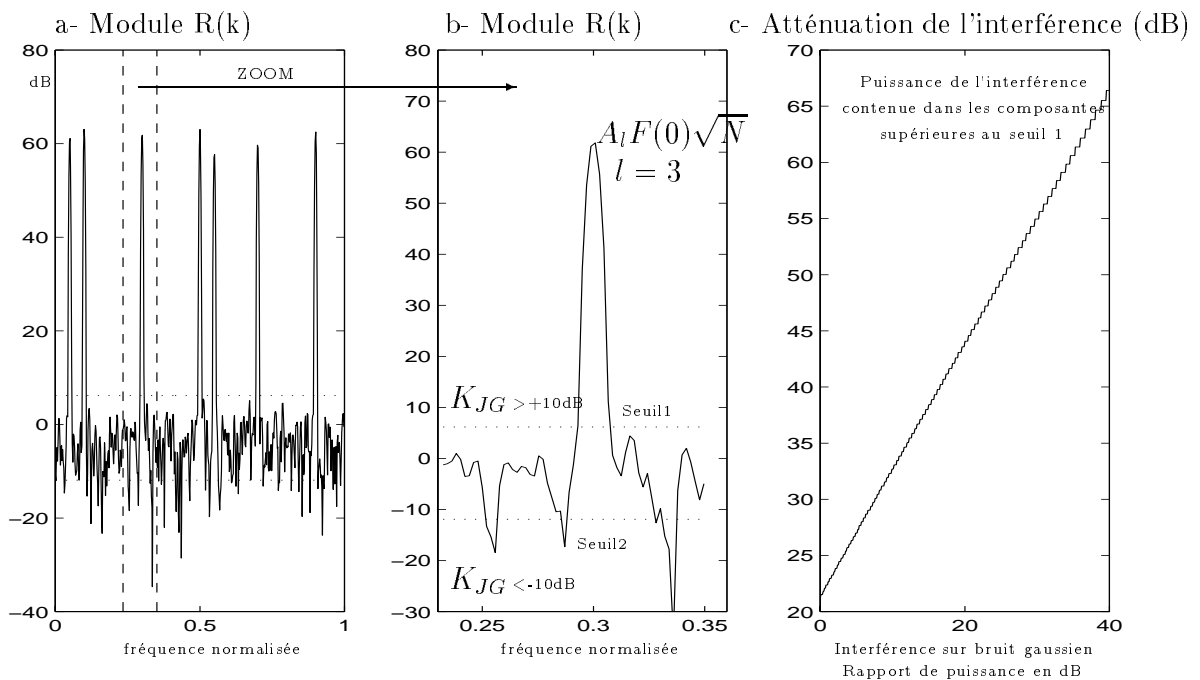 a- Module R(k)
80
60
40
20
0
−20
−40
dB
ZOOM
0
0.5
1
fréquence normalisée
b- Module R(k)
80
70
60
50
40
30
20
10
0
−10
−20
−30
A_l F(0)√N
l = 3
K_JG >+10dB
Seuil1
Seuil2
K_JG <-10dB
0.25
0.3
0.35
fréquence normalisée
c- Atténuation de l'interférence (dB)
70
65
60
55
50
45
40
35
30
25
20
Puissance de l'interférence
contenue dans les composantes
supérieures au seuil 1
0
20
40
Interférence sur bruit gaussien
Rapport de puissance en dB